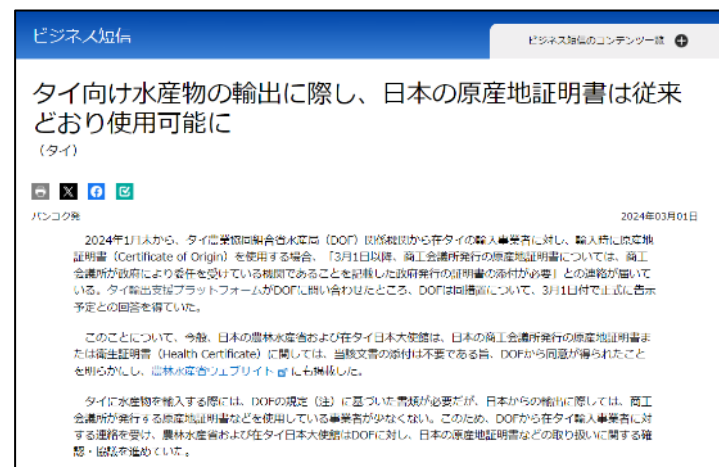 ビジネス短信
ビジネス短信のコンテンツ一覧
タイ向け水産物の輸出に際し、日本の原産地証明書は従来
どおり使用可能に
(タイ)
バンコク発
2024年03月01日
2024年1月末から、タイ農業協同組合省水産局(DOF)関係機関から在タイの輸入事業者に対し、輸入時に原産地
証明書(Certificate of Origin)を使用する場合、「3月1日以降、商工会議所発行の原産地証明書については、商工
会議所が政府により委任を受けている機関であることを記載した政府発行の証明書の添付が必要」との連絡が届いて
いる。タイ輸出支援プラットフォームがDOFに問い合わせたところ、DOFは同措置について、3月1日付で正式に告示
予定との回答を得ていた。
このことについて、今般、日本の農林水産省および在タイ日本大使館は、日本の商工会議所発行の原産地証明書ま
たは衛生証明書(Health Certificate)に関しては、当該文書の添付は不要である旨、DOFから同意が得られたこと
を明らかにし、農林水産省ウェブサイトにも掲載した。
タイに水産物を輸入する際には、DOFの規定(注)に基づいた書類が必要だが、日本からの輸出に際しては、商工
会議所が発行する原産地証明書などを使用している事業者が少なくない。このため、DOFから在タイ輸入事業者に対
する連絡を受け、農林水産省および在タイ日本大使館はDOFに対し、日本の原産地証明書などの取り扱いに関する確
認・協議を進めていた。